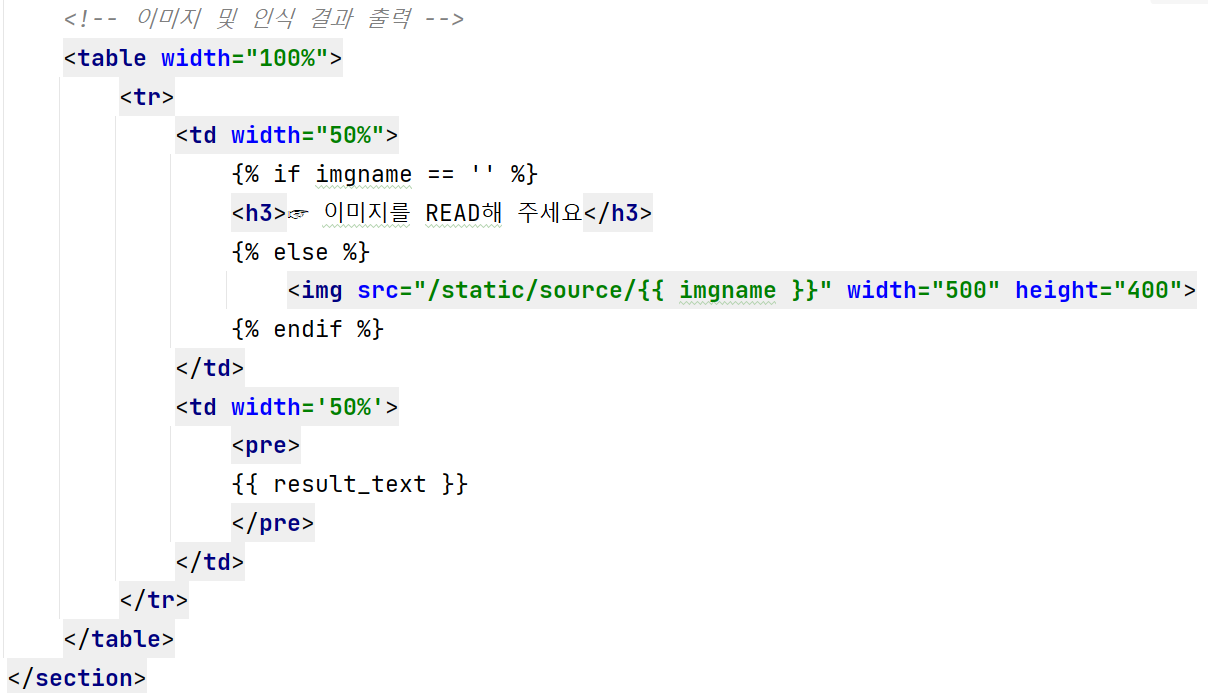 <!-- 이미지 및 인식 결과 출력 -->
<table width="100%">
<tr>
<td width="50%">
{% if imgname == '' %}
<h3>☞ 이미지를 READ해 주세요</h3>
{% else %}
<img src="/static/source/{{ imgname }}" width="500" height="400">
{% endif %}
</td>
<td width='50%'>
<pre>
{{ result_text }}
</pre>
</td>
</tr>
</table>
</section>